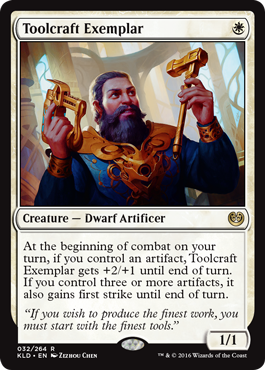 Toolcraft Exemplar
Creature — Dwarf Artificer
At the beginning of combat on your
turn, if you control an artifact, Toolcraft
Exemplar gets +2/+1 until end of turn.
If you control three or more artifacts, it
also gains first strike until end of turn.
“If you wish to produce the finest work, you
must start with the finest tools.”
1/1
032/264 R
KLD • EN Zizhou Chen
™ & © 2016 Wizards of the Coast